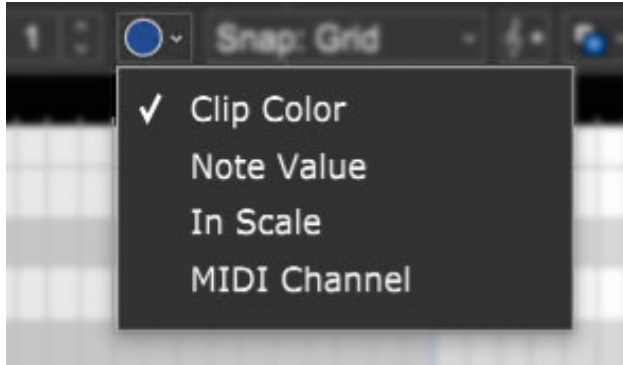 1 Snap: Grid
✓ Clip Color
Note Value
In Scale
MIDI Channel